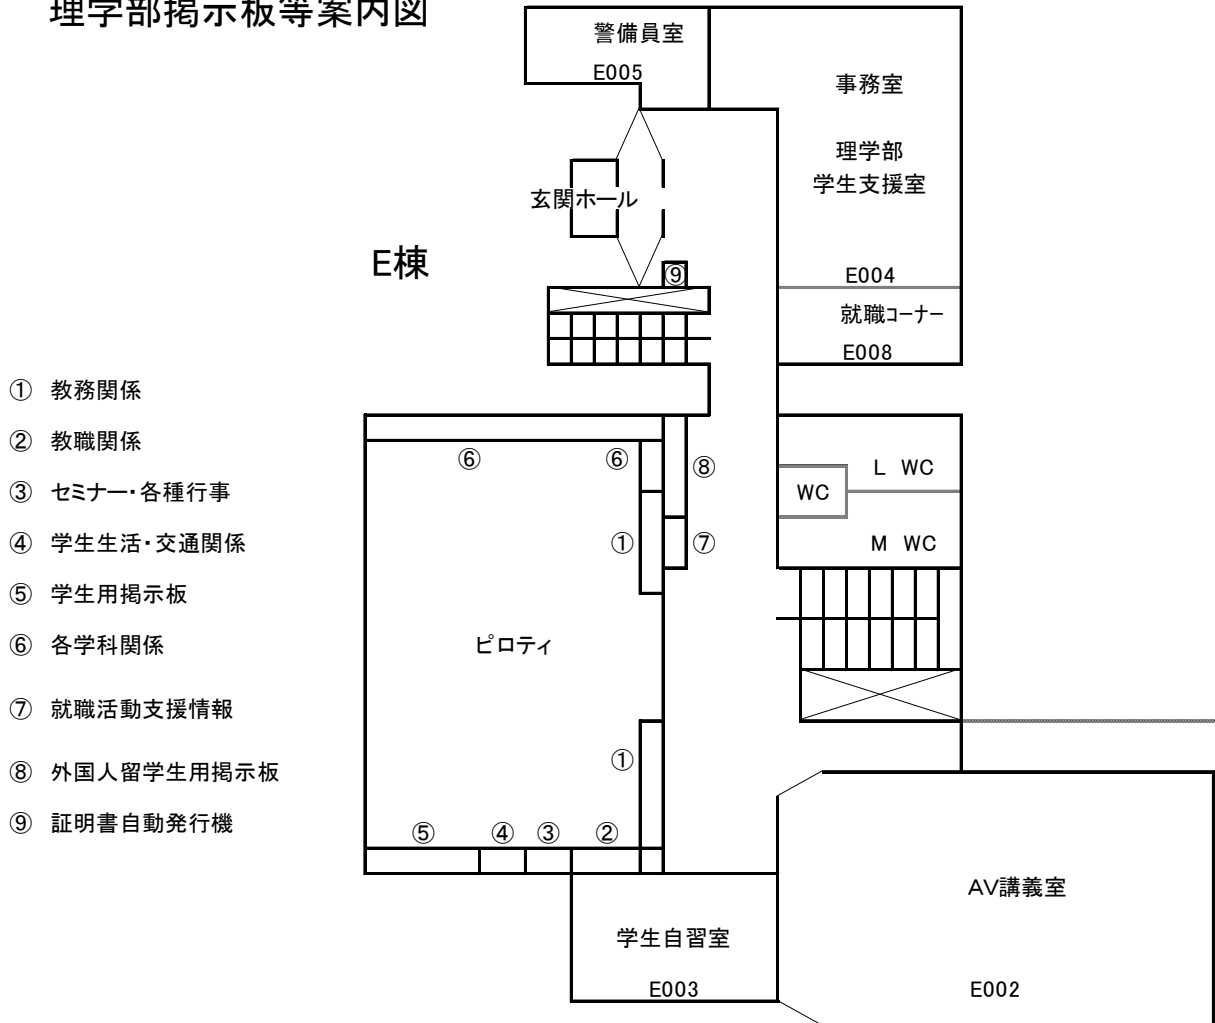 理学部掲示板等案内図
警備員室
E005
事務室
理学部
学生支援室
玄関ホール
E棟
⑨
E004
就職コーナー
E008
① 教務関係
② 教職関係
③ セミナー・各種行事
④ 学生生活・交通関係
⑤ 学生用掲示板
⑥ 各学科関係
⑦ 就職活動支援情報
⑧ 外国人留学生用掲示板
⑨ 証明書自動発行機
⑥
⑥
⑧
L WC
WC
①
⑦
M WC
ピロティ
①
⑤
④
③
②
AV講義室
学生自習室
E003
E002